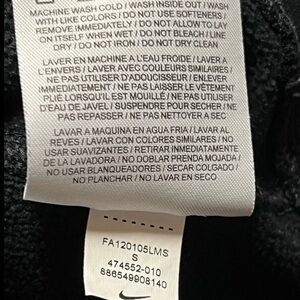 MACHINE WASH COLD / WASH INSIDE OUT / WASH
WITH LIKE COLORS / DO NOT USE SOFTENERS /
REMOVE IMMEDIATELY / DO NOT ALLOW TO LAY
ON ITSELF WHEN WET / DO NOT BLEACH / LINE
DRY / DO NOT IRON / DO NOT DRY CLEAN
LAVER EN MACHINE A L'EAU FROIDE / LAVER A
L'ENVERS / LAVER AVEC COULEURS SIMILAIRES /
NE PAS UTILISER D'ADOUCISSEUR / ENLEVER
IMMEDIATEMENT / NE PAS LAISSER LE VÊTEMENT
PLIÉ LORSQU'IL EST MOUILLÉ / NE PAS UTILISER
D'EAU DE JAVEL / SUSPENDRE POUR SECHER / NE
PAS REPASSER / NE PAS NETTOYER A SEC
LAVAR A MAQUINA EN AGUA FRIA / LAVAR AL
REVES / LAVAR CON COLORES SIMILARES / NO
USAR SUAVIZANTES / RETIRAR INMEDIATAMENTE
DE LA LAVADORA / NO DOBLAR PRENDA MOJADA /
NO USAR BLANQUEADORES / SECAR COLGADO /
NO PLANCHAR / NO LAVAR EN SECO
FA120105LMS
S
474552-010
886549908140